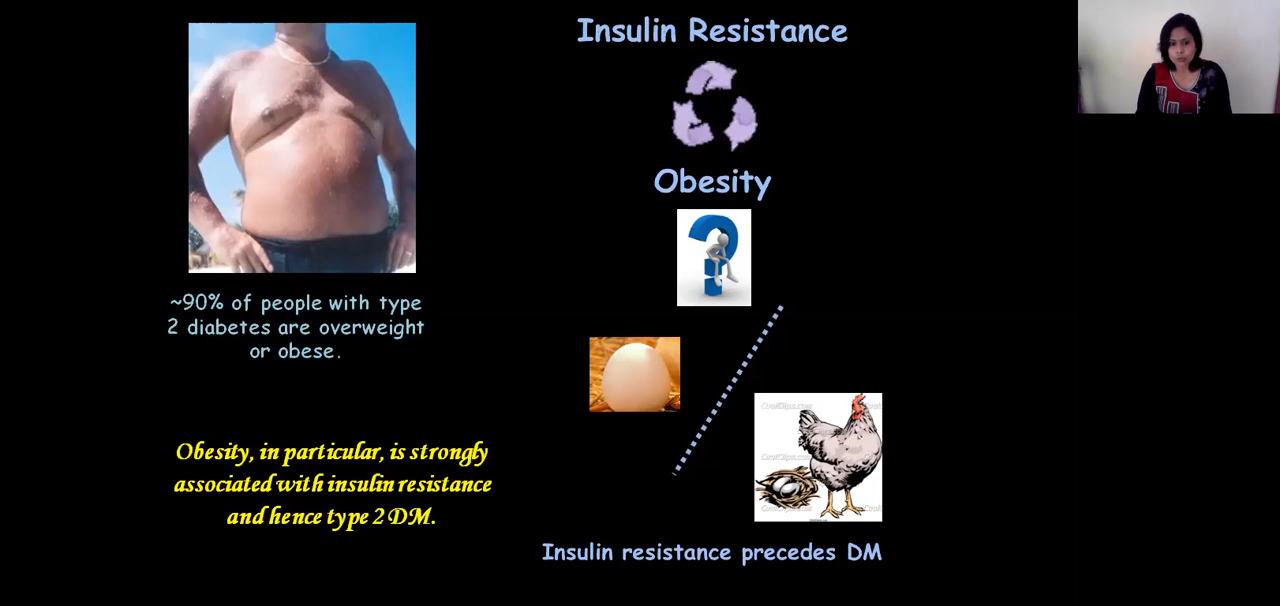 Insulin Resistance
Obesity
~90% of people with type
2 diabetes are overweight
or obese.
Obesity, in particular, is strongly
associated with insulin resistance
and hence type 2 DM.
Insulin resistance precedes DM